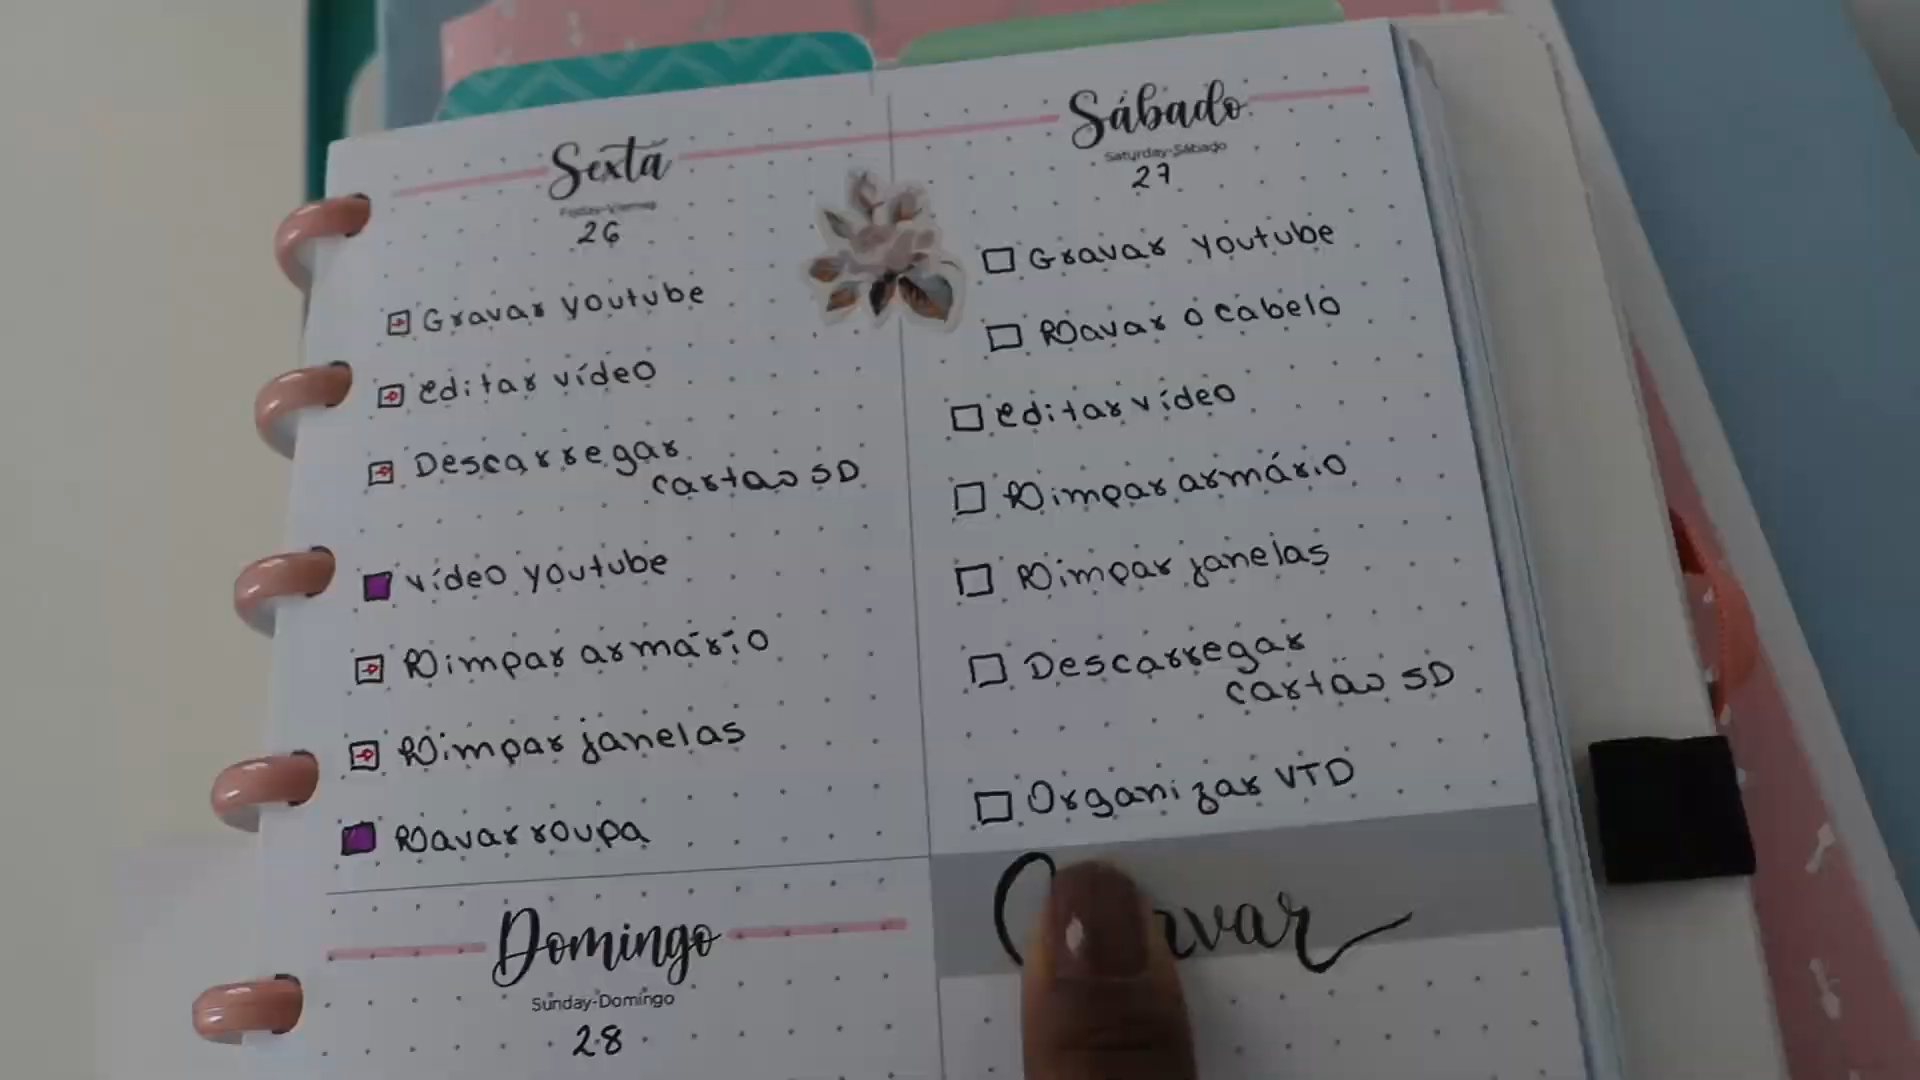 Sexta
Friday-Viernes
26
Gravar youtube
Editar vídeo
Descarregar
cartao SD
vídeo youtube
Limpar armário
Limpar janelas
Lavar roupa
Sábado
Saturday-Sábado
27
Gravar youtube
Lavar o cabelo
Editar vídeo
Limpar armário
Limpar janelas
Descarregar
cartão SD
Organizar VTD
Domingo
Sunday-Domingo
28